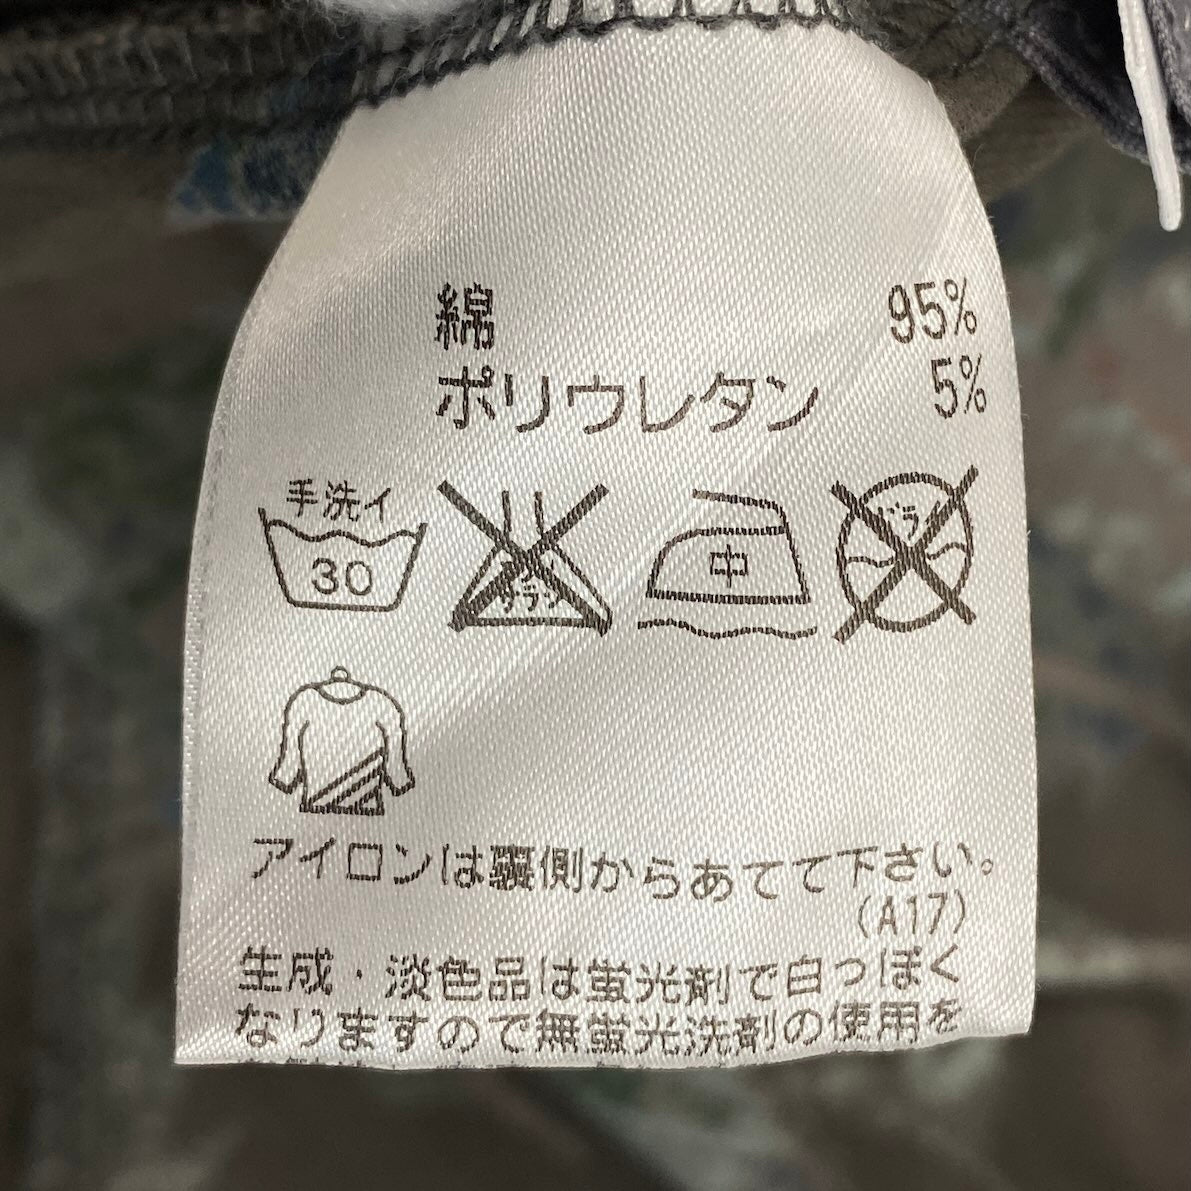 綿 95%
ポリウレタン 5%
手洗イ
30
中
アイロンは裏側からあてて下さい。
(A17)
生成・淡色品は蛍光剤で白っぽく
なりますので無蛍光洗剤の使用を